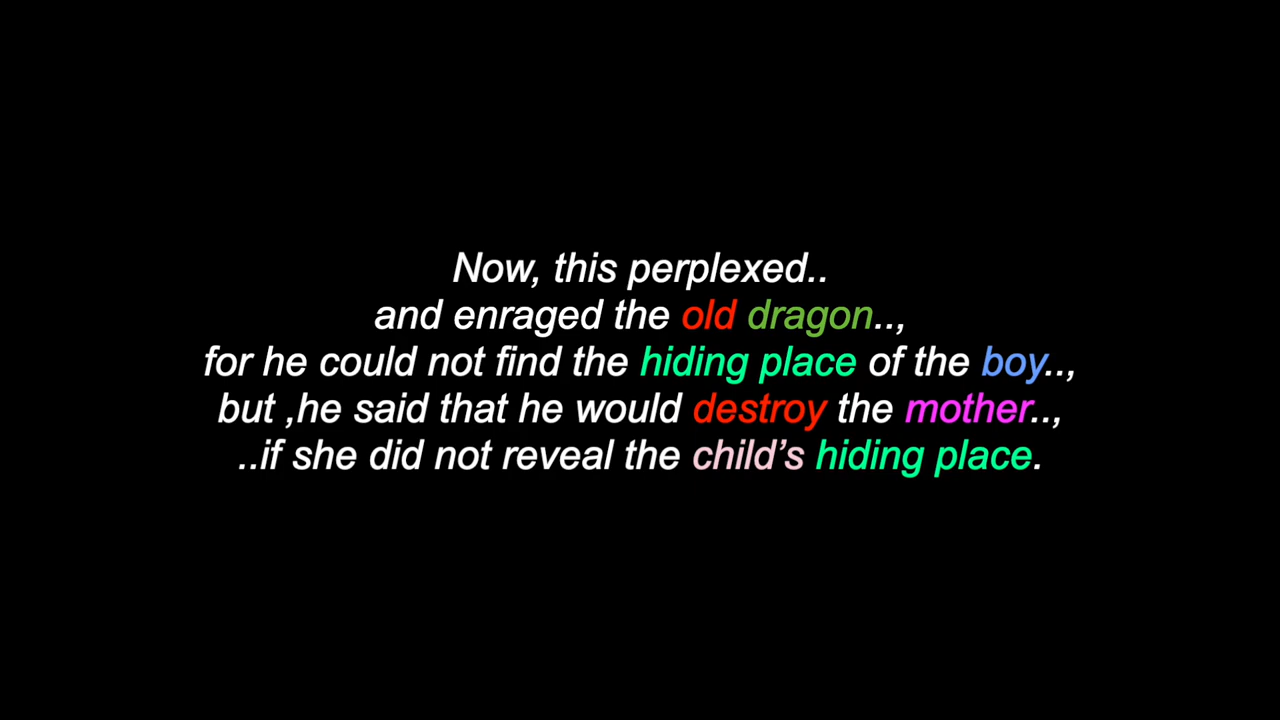 Now, this perplexed..
and enraged the old dragon..,
for he could not find the hiding place of the boy..,
but ,he said that he would destroy the mother..,
..if she did not reveal the child’s hiding place.